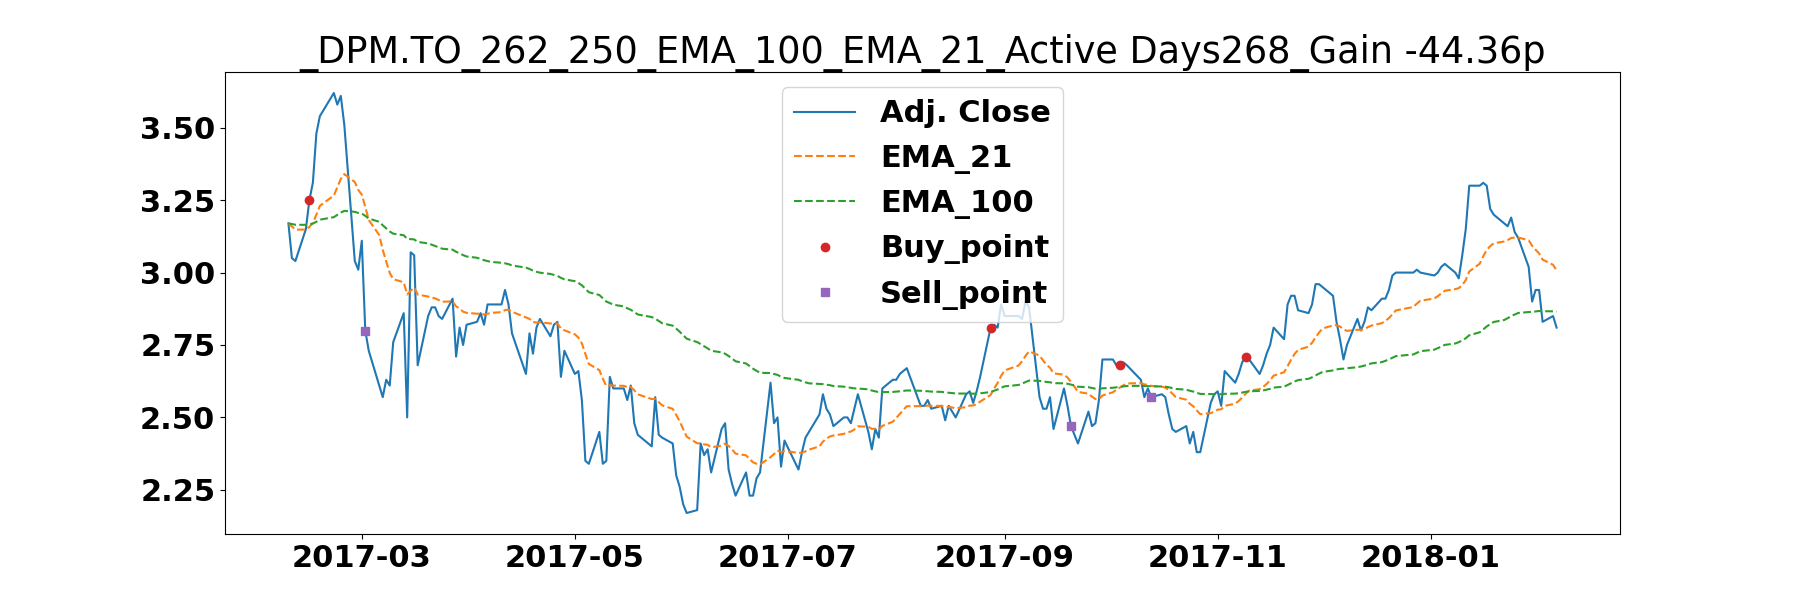 _DPM.TO_262_250_EMA_100_EMA_21_Active Days268_Gain -44.36p
Adj. Close
EMA_21
EMA_100
Buy_point
Sell_point
3.50
3.25
3.00
2.75
2.50
2.25
2017-03 2017-05 2017-07 2017-09 2017-11 2018-01